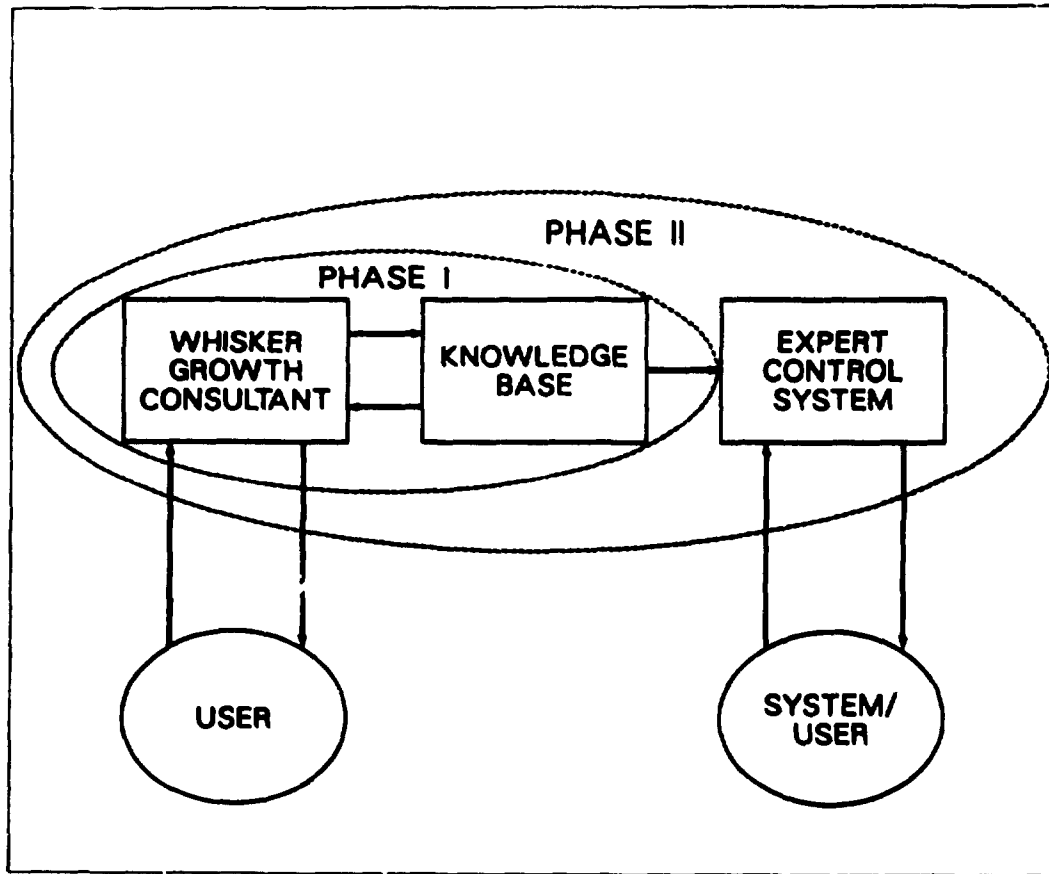 PHASE II
PHASE I
WHISKER
GROWTH
CONSULTANT
KNOWLEDGE
BASE
EXPERT
CONTROL
SYSTEM
USER
SYSTEM/
USER